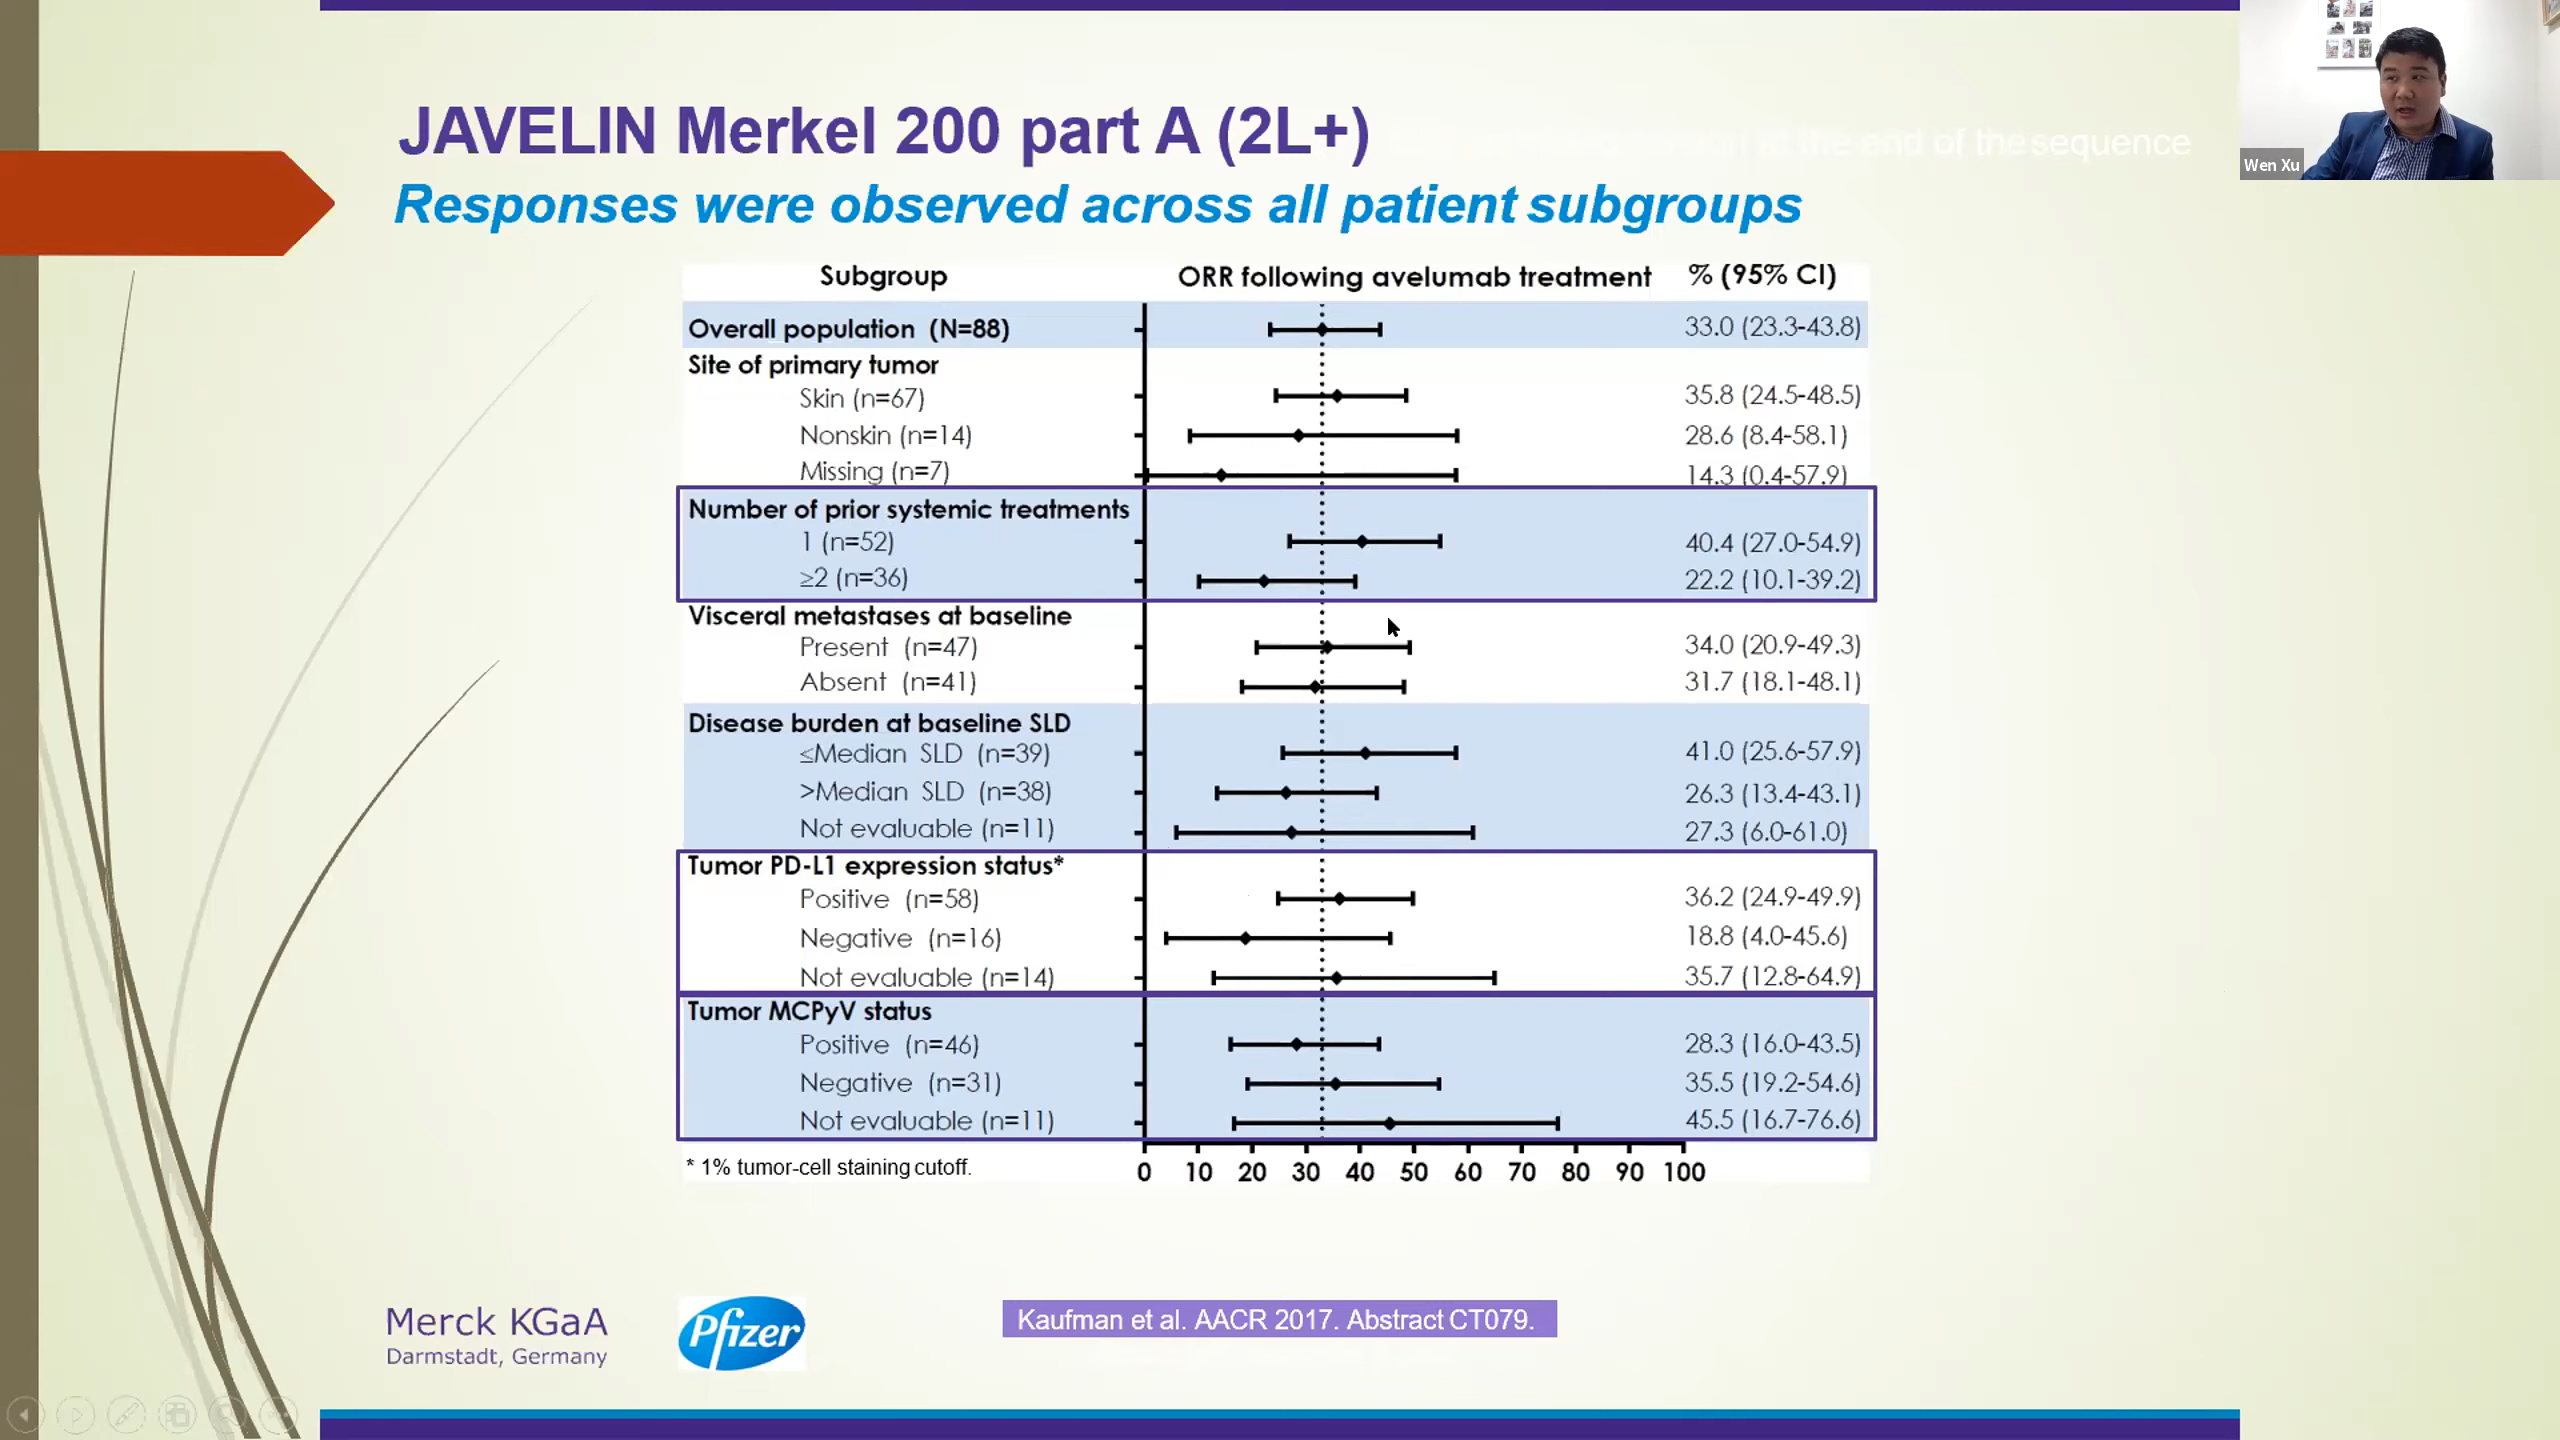 JAVELIN Merkel 200 part A (2L+)
the end of the sequence
Responses were observed across all patient subgroups
Wen Xu
Subgroup ORR following avelumab treatment % (95% CI)
Overall population (N=88) 33.0 (23.3-43.8)
Site of primary tumor
Skin (n=67) 35.8 (24.5-48.5)
Nonskin (n=14) 28.6 (8.4-58.1)
Missing (n=7) 14.3 (0.4-57.9)
Number of prior systemic treatments
1 (n=52) 40.4 (27.0-54.9)
≥2 (n=36) 22.2 (10.1-39.2)
Visceral metastases at baseline
Present (n=47) 34.0 (20.9-49.3)
Absent (n=41) 31.7 (18.1-48.1)
Disease burden at baseline SLD
≤Median SLD (n=39) 41.0 (25.6-57.9)
>Median SLD (n=38) 26.3 (13.4-43.1)
Not evaluable (n=11) 27.3 (6.0-61.0)
Tumor PD-L1 expression status*
Positive (n=58) 36.2 (24.9-49.9)
Negative (n=16) 18.8 (4.0-45.6)
Not evaluable (n=14) 35.7 (12.8-64.9)
Tumor MCPyV status
Positive (n=46) 28.3 (16.0-43.5)
Negative (n=31) 35.5 (19.2-54.6)
Not evaluable (n=11) 45.5 (16.7-76.6)
0 10 20 30 40 50 60 70 80 90 100
* 1% tumor-cell staining cutoff.
Merck KGaA
Darmstadt, Germany
Pfizer
Kaufman et al. AACR 2017. Abstract CT079.